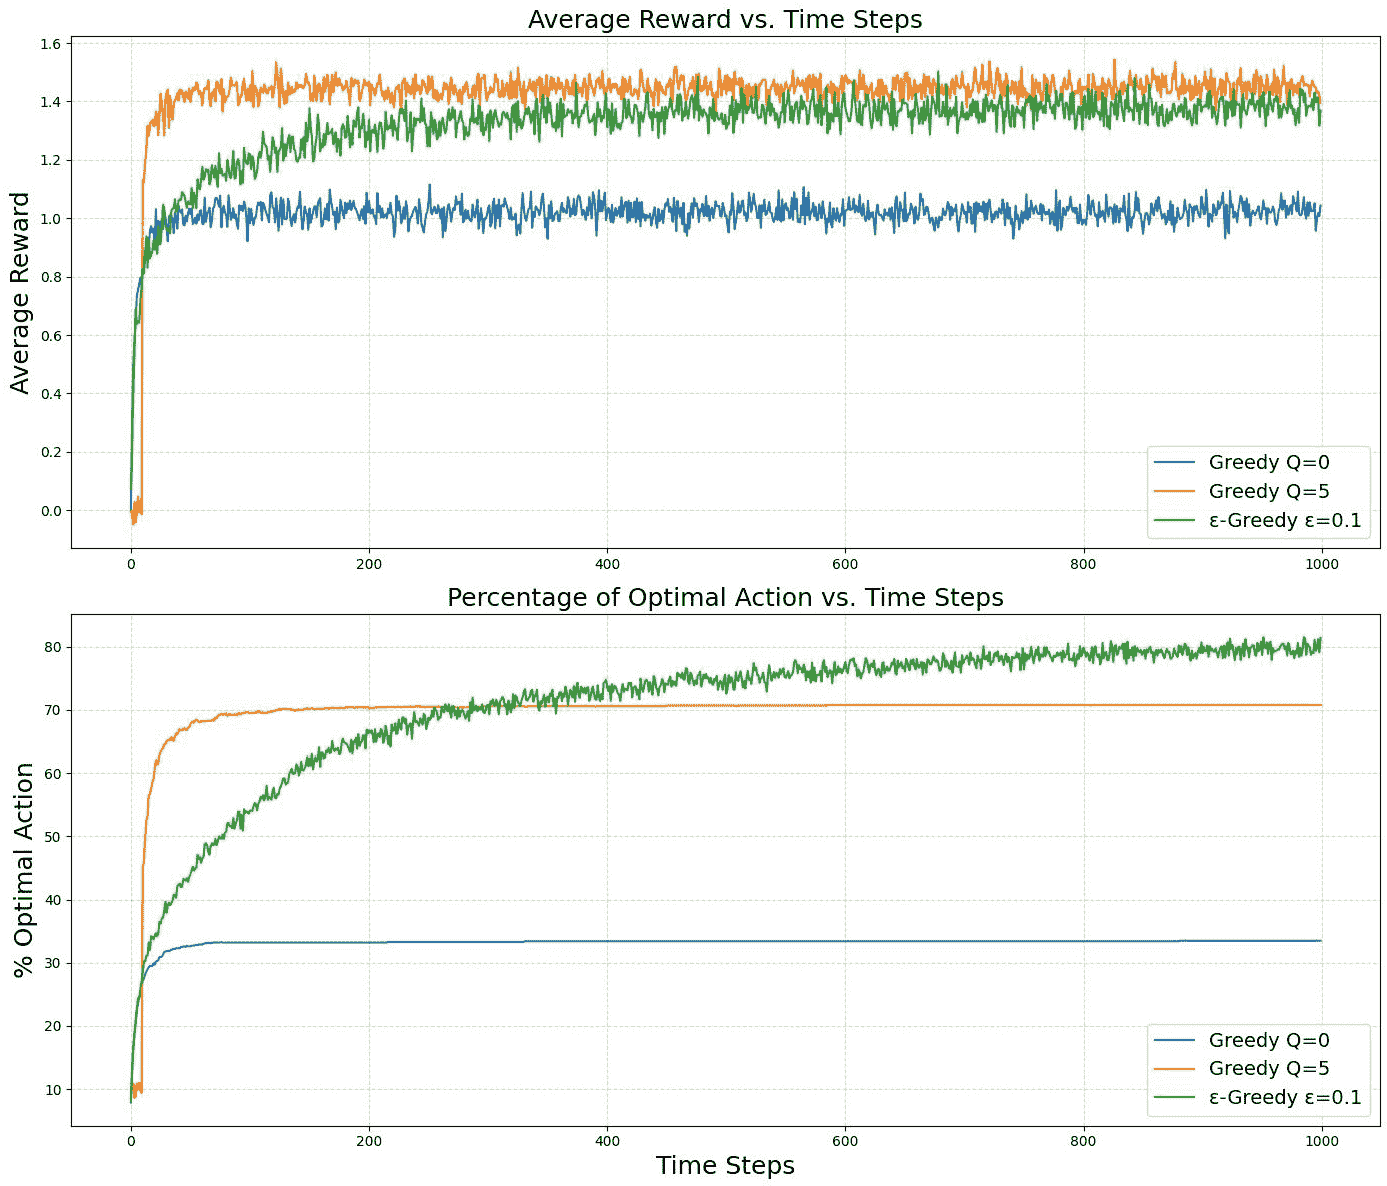 Average Reward vs. Time Steps
Average Reward
1.6
1.4
1.2
1.0
0.8
0.6
0.4
0.2
0.0
0 200 400 600 800 1000
Greedy Q=0
Greedy Q=5
ε-Greedy ε=0.1
Percentage of Optimal Action vs. Time Steps
% Optimal Action
80
70
60
50
40
30
20
10
0 200 400 600 800 1000
Greedy Q=0
Greedy Q=5
ε-Greedy ε=0.1
Time Steps